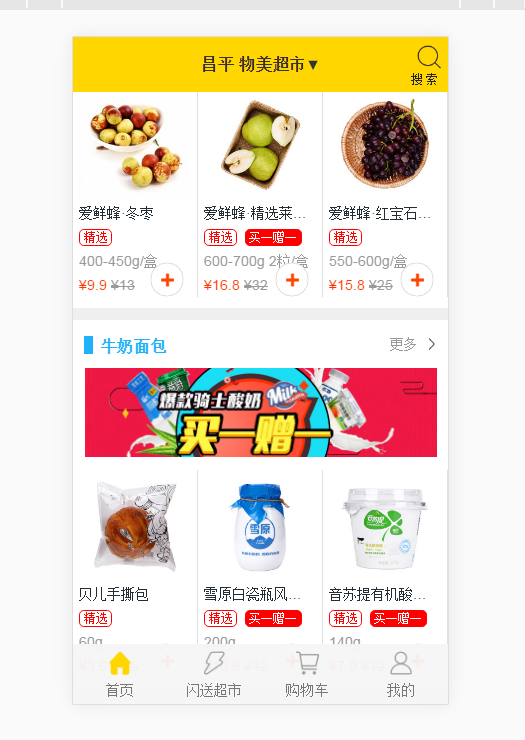 昌平 物美超市▼
搜索
爱鲜蜂·冬枣
精选
400-450g/盒
¥9.9 ¥13
爱鲜蜂·精选莱...
精选 买一赠一
600-700g 2粒/盒
¥16.8 ¥32
爱鲜蜂·红宝石...
精选
550-600g/盒
¥15.8 ¥25
牛奶面包
更多
爆款骑士酸奶
Milk
买一赠一
雪原
贝儿手撕包
精选
60g
雪原白瓷瓶风...
精选 买一赠一
200g
音苏提有机酸...
精选 买一赠一
140g
首页
闪送超市
购物车
我的